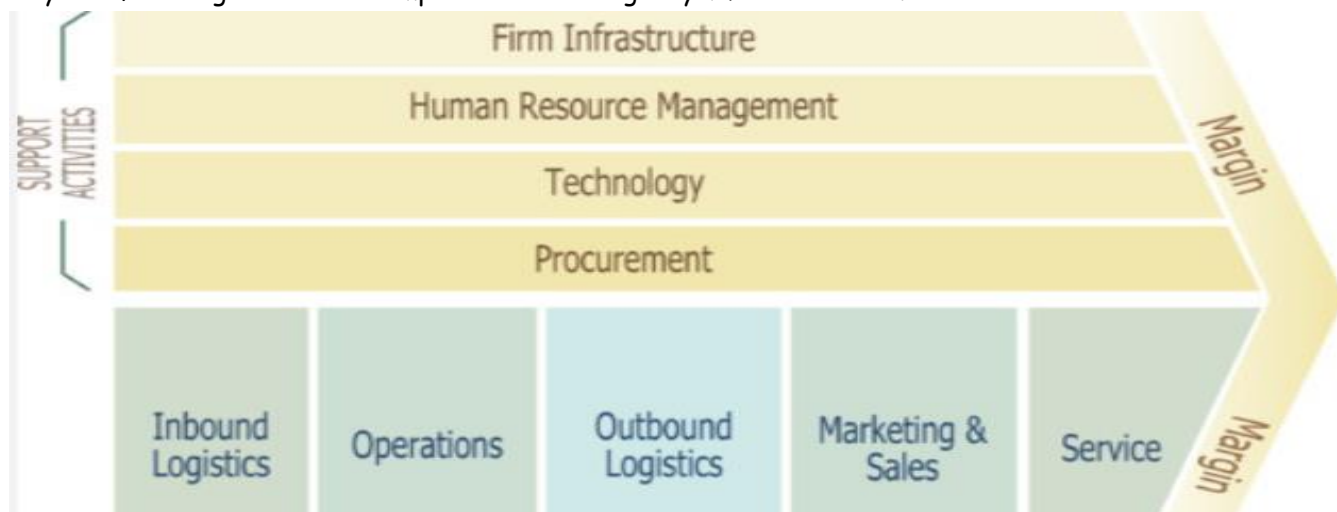 Firm Infrastructure
Human Resource Management
SUPPORT
ACTIVITIES
Technology
Procurement
Margin
Inbound
Logistics
Operations
Outbound
Logistics
Marketing &
Sales
Service
Margin